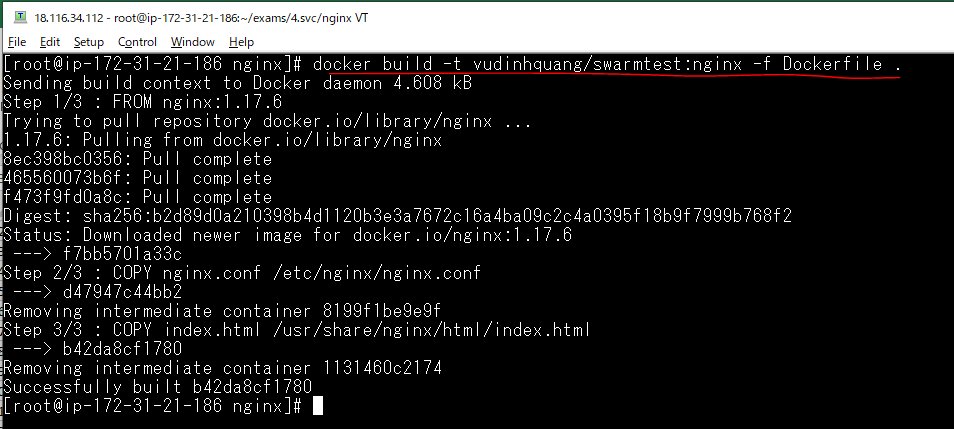 18.116.34.112 - root@ip-172-31-21-186:~/exams/4.svc/nginx VT
File Edit Setup Control Window Help
[root@ip-172-31-21-186 nginx]# docker build -t vudinhquang/swarmtest:nginx -f Dockerfile .
Sending build context to Docker daemon 4.608 kB
Step 1/3 : FROM nginx:1.17.6
Trying to pull repository docker.io/library/nginx ...
1.17.6: Pulling from docker.io/library/nginx
8ec398bc0356: Pull complete
465560073b6f: Pull complete
f473f9fd0a8c: Pull complete
Digest: sha256:b2d89d0a210398b4d1120b3e3a7672c16a4ba09c2c4a0395f18b9f7999b768f2
Status: Downloaded newer image for docker.io/nginx:1.17.6
---> f7bb5701a33c
Step 2/3 : COPY nginx.conf /etc/nginx/nginx.conf
---> d47947c44bb2
Removing intermediate container 8199f1be9e9f
Step 3/3 : COPY index.html /usr/share/nginx/html/index.html
---> b42da8cf1780
Removing intermediate container 1131460c2174
Successfully built b42da8cf1780
[root@ip-172-31-21-186 nginx]#